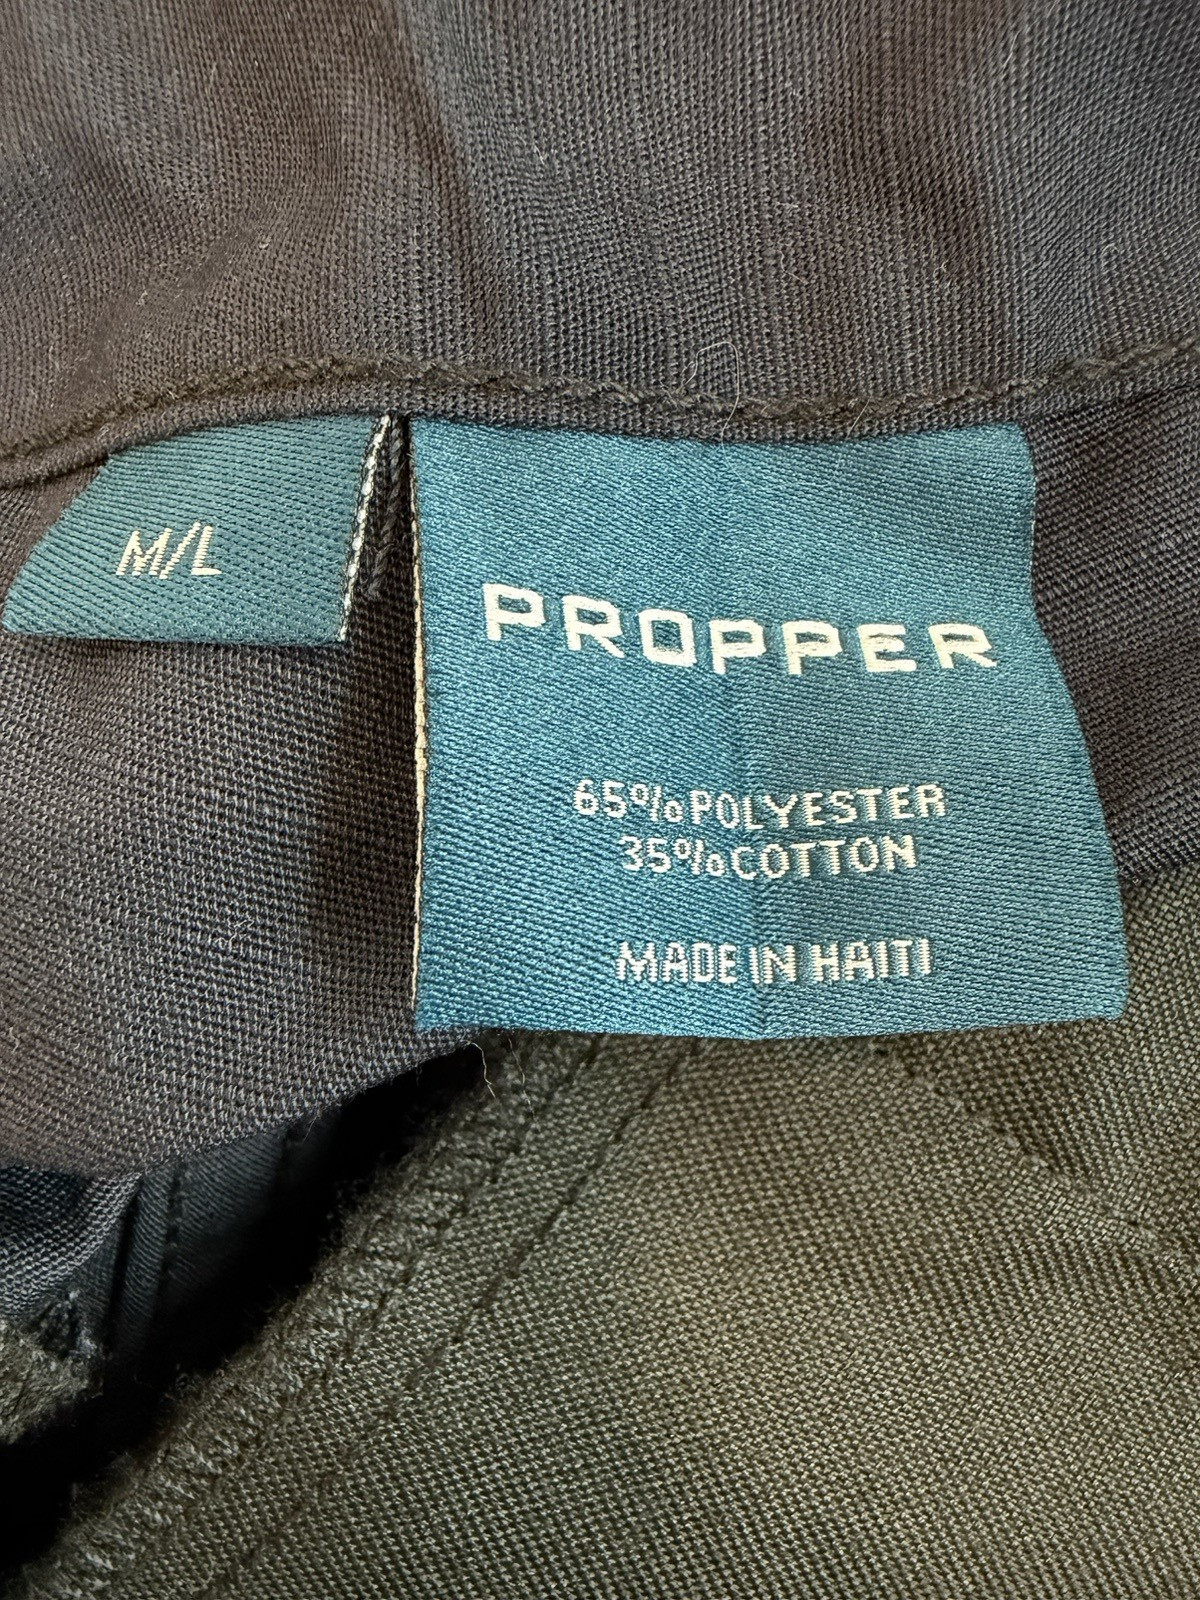 M/L
PROPPER
65%POLYESTER
35%COTTON
MADE IN HAITI